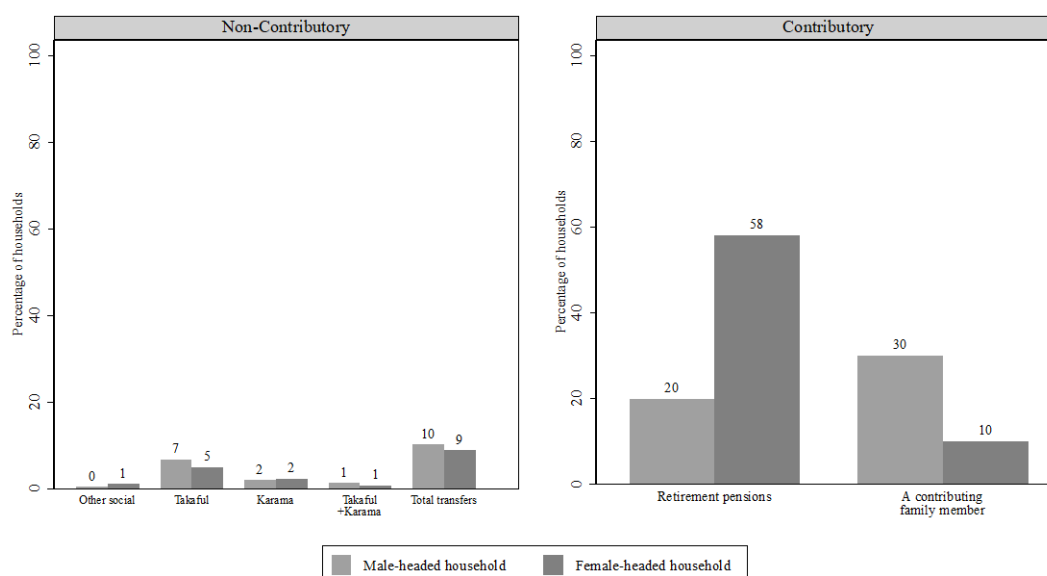 Non-Contributory
Percentage of households
100
80
60
40
20
0
0
1
7
5
2
2
1
1
10
9
Other social
Takaful
Karama
Takaful
+Karama
Total transfers
Contributory
Percentage of households
100
80
60
40
20
0
20
58
30
10
Retirement pensions
A contributing
family member
Male-headed household
Female-headed household